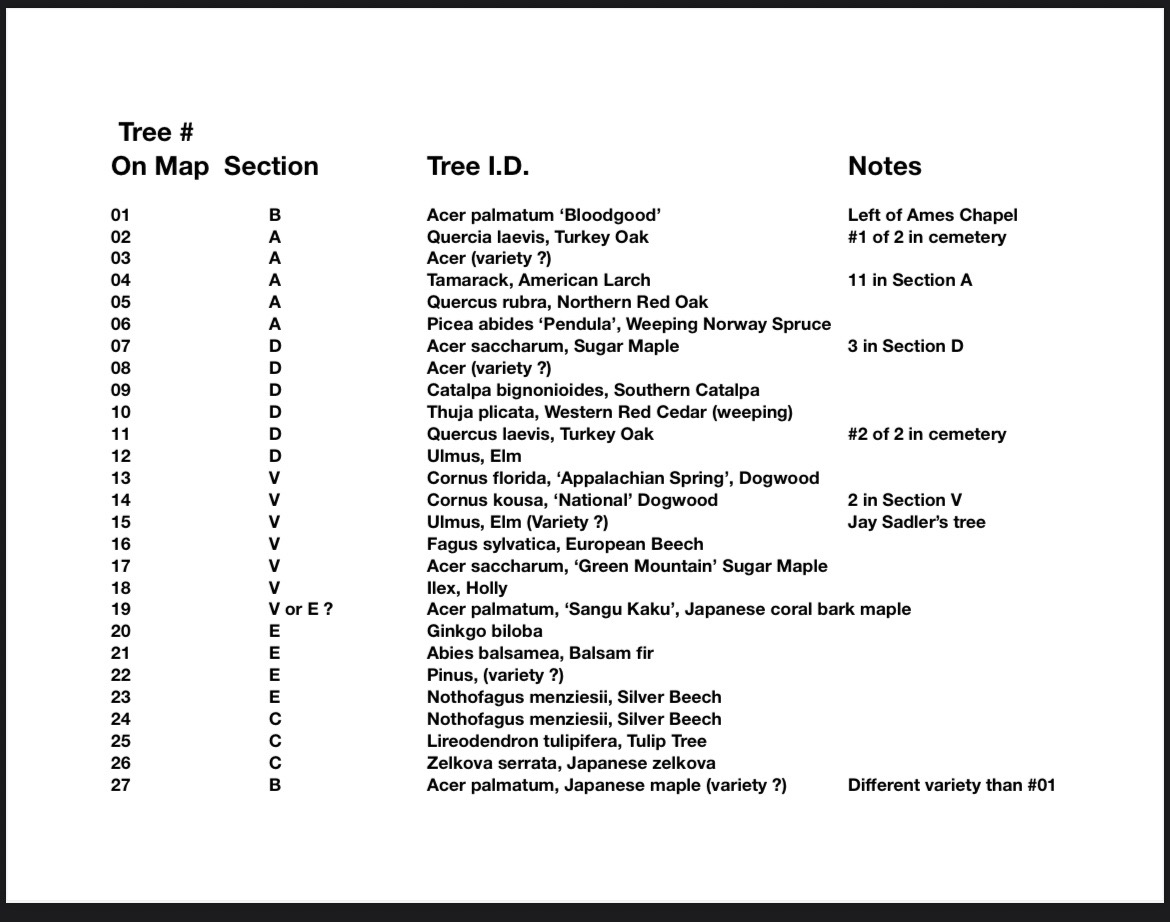 Tree #
On Map Section Tree I.D. Notes
01 B Acer palmatum ‘Bloodgood’ Left of Ames Chapel
02 A Quercia laevis, Turkey Oak #1 of 2 in cemetery
03 A Acer (variety ?)
04 A Tamarack, American Larch 11 in Section A
05 A Quercus rubra, Northern Red Oak
06 A Picea abides ‘Pendula’, Weeping Norway Spruce
07 D Acer saccharum, Sugar Maple 3 in Section D
08 D Acer (variety ?)
09 D Catalpa bignonioides, Southern Catalpa
10 D Thuja plicata, Western Red Cedar (weeping)
11 D Quercus laevis, Turkey Oak #2 of 2 in cemetery
12 D Ulmus, Elm
13 V Cornus florida, ‘Appalachian Spring’, Dogwood
14 V Cornus kousa, ‘National’ Dogwood 2 in Section V
15 V Ulmus, Elm (Variety ?) Jay Sadler’s tree
16 V Fagus sylvatica, European Beech
17 V Acer saccharum, ‘Green Mountain’ Sugar Maple
18 V Ilex, Holly
19 V or E ? Acer palmatum, ‘Sangu Kaku’, Japanese coral bark maple
20 E Ginkgo biloba
21 E Abies balsamea, Balsam fir
22 E Pinus, (variety ?)
23 E Nothofagus menziesii, Silver Beech
24 C Nothofagus menziesii, Silver Beech
25 C Lireodendron tulipifera, Tulip Tree
26 C Zelkova serrata, Japanese zelkova
27 B Acer palmatum, Japanese maple (variety ?) Different variety than #01